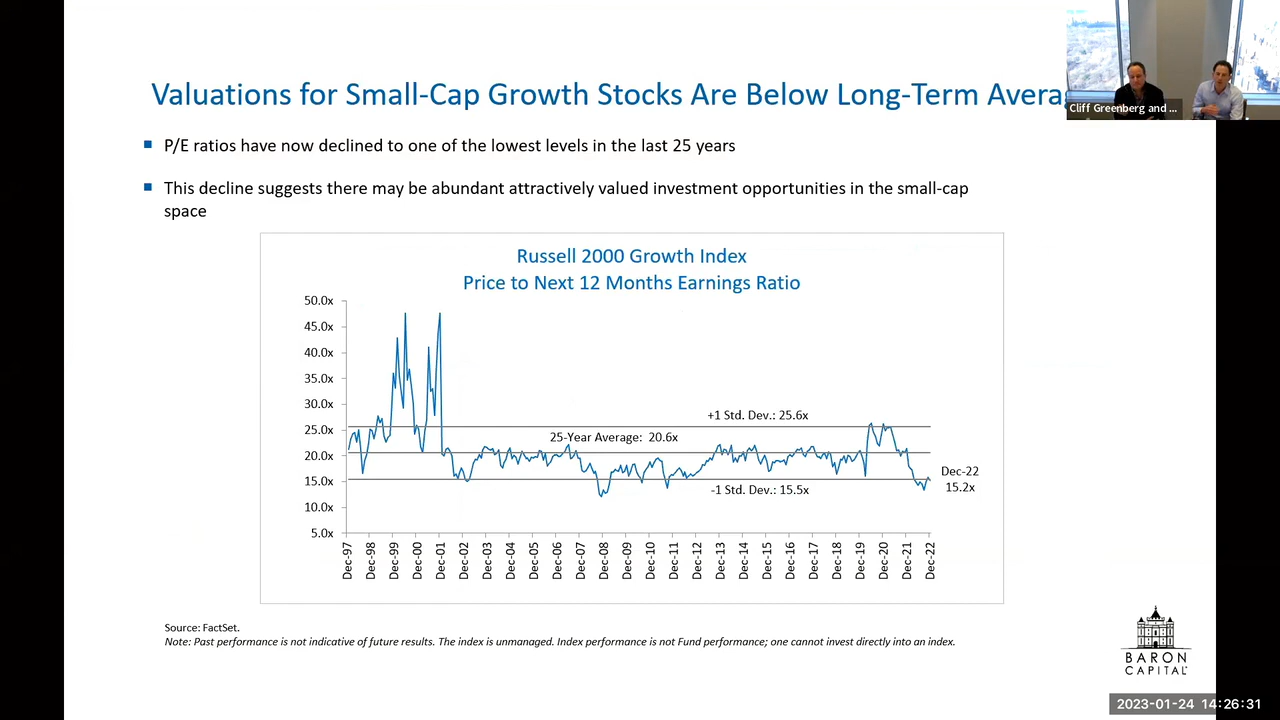 Valuations for Small-Cap Growth Stocks Are Below Long-Term Avera
Cliff Greenberg and ...
P/E ratios have now declined to one of the lowest levels in the last 25 years
This decline suggests there may be abundant attractively valued investment opportunities in the small-cap
space
Russell 2000 Growth Index
Price to Next 12 Months Earnings Ratio
50.0x
45.0x
40.0x
35.0x
30.0x
25.0x
20.0x
15.0x
10.0x
5.0x
+1 Std. Dev.: 25.6x
25-Year Average: 20.6x
-1 Std. Dev.: 15.5x
Dec-22
15.2x
Dec-97
Dec-98
Dec-99
Dec-00
Dec-01
Dec-02
Dec-03
Dec-04
Dec-05
Dec-06
Dec-07
Dec-08
Dec-09
Dec-10
Dec-11
Dec-12
Dec-13
Dec-14
Dec-15
Dec-16
Dec-17
Dec-18
Dec-19
Dec-20
Dec-21
Dec-22
Source: FactSet.
Note: Past performance is not indicative of future results. The index is unmanaged. Index performance is not Fund performance; one cannot invest directly into an index.
BARON
CAPITAL
2023-01-24 14:26:31